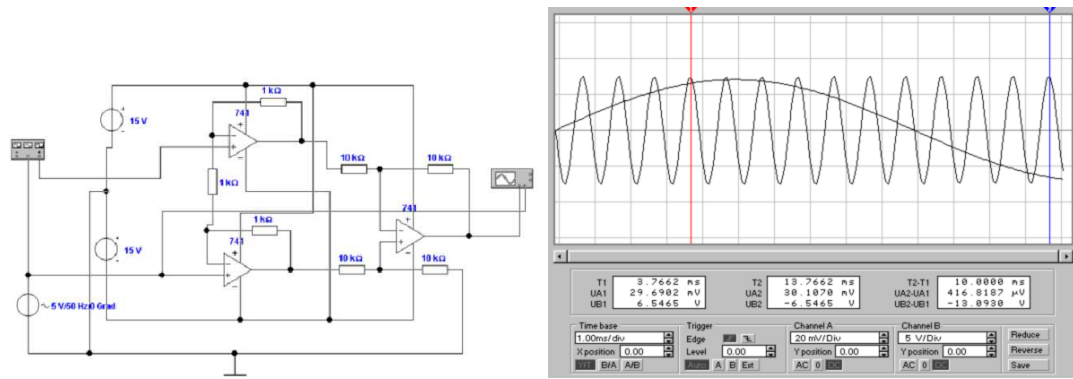 1 kΩ
741
15 V
10 kΩ
10 kΩ
1 kΩ
741
1 kΩ
741
15 V
10 kΩ
10 kΩ
~ 5 V/50 Hz/0 Grad
T1 3.7662 ms
UA1 29.6902 mV
UB1 6.5465 V
T2 13.7662 ms
UA2 30.1070 mV
UB2 -6.5465 V
T2-T1 10.0000 ms
UA2-UA1 416.8187 µV
UB2-UB1 -13.0930 V
Time base
1.00ms/div
X position 0.00
Y/T B/A A/B
Trigger
Edge
Level 0.00
Auto A B Ext
Channel A
20 mV/Div
Y position 0.00
AC 0 DC
Channel B
5 V/Div
Y position 0.00
AC 0 DC
Reduce
Reverse
Save